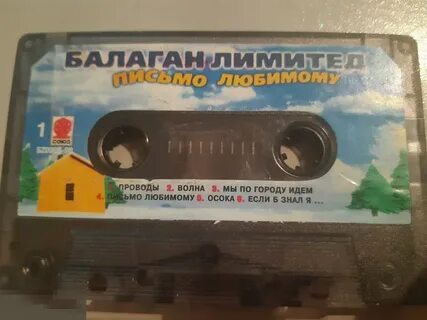 БАЛАГАН ЛИМИТЕД
ПИСЬМО ЛЮБИМОМУ
1
СОЮЗ
ПРОВОДЫ 2. ВОЛНА 3. МЫ ПО ГОРОДУ ИДЕМ
4. ПИСЬМО ЛЮБИМОМУ 5. ОСОКА 6. ЕСЛИ Б ЗНАЛ Я ...